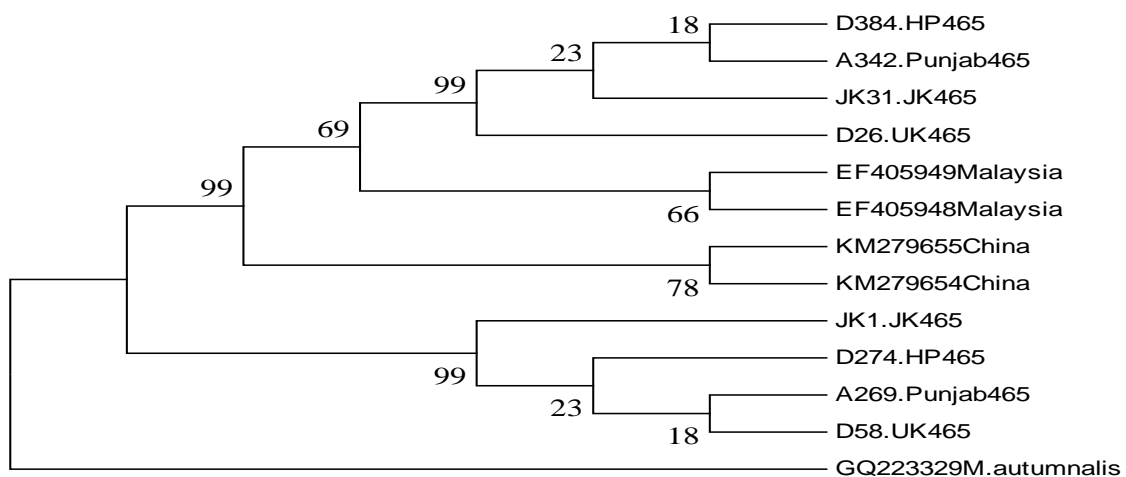 18
D384.HP465
23
A342.Punjab465
99
JK31.JK465
69
D26.UK465
99
EF405949Malaysia
66
EF405948Malaysia
KM279655China
78
KM279654China
JK1.JK465
99
D274.HP465
23
A269.Punjab465
18
D58.UK465
GQ223329M.autumnalis